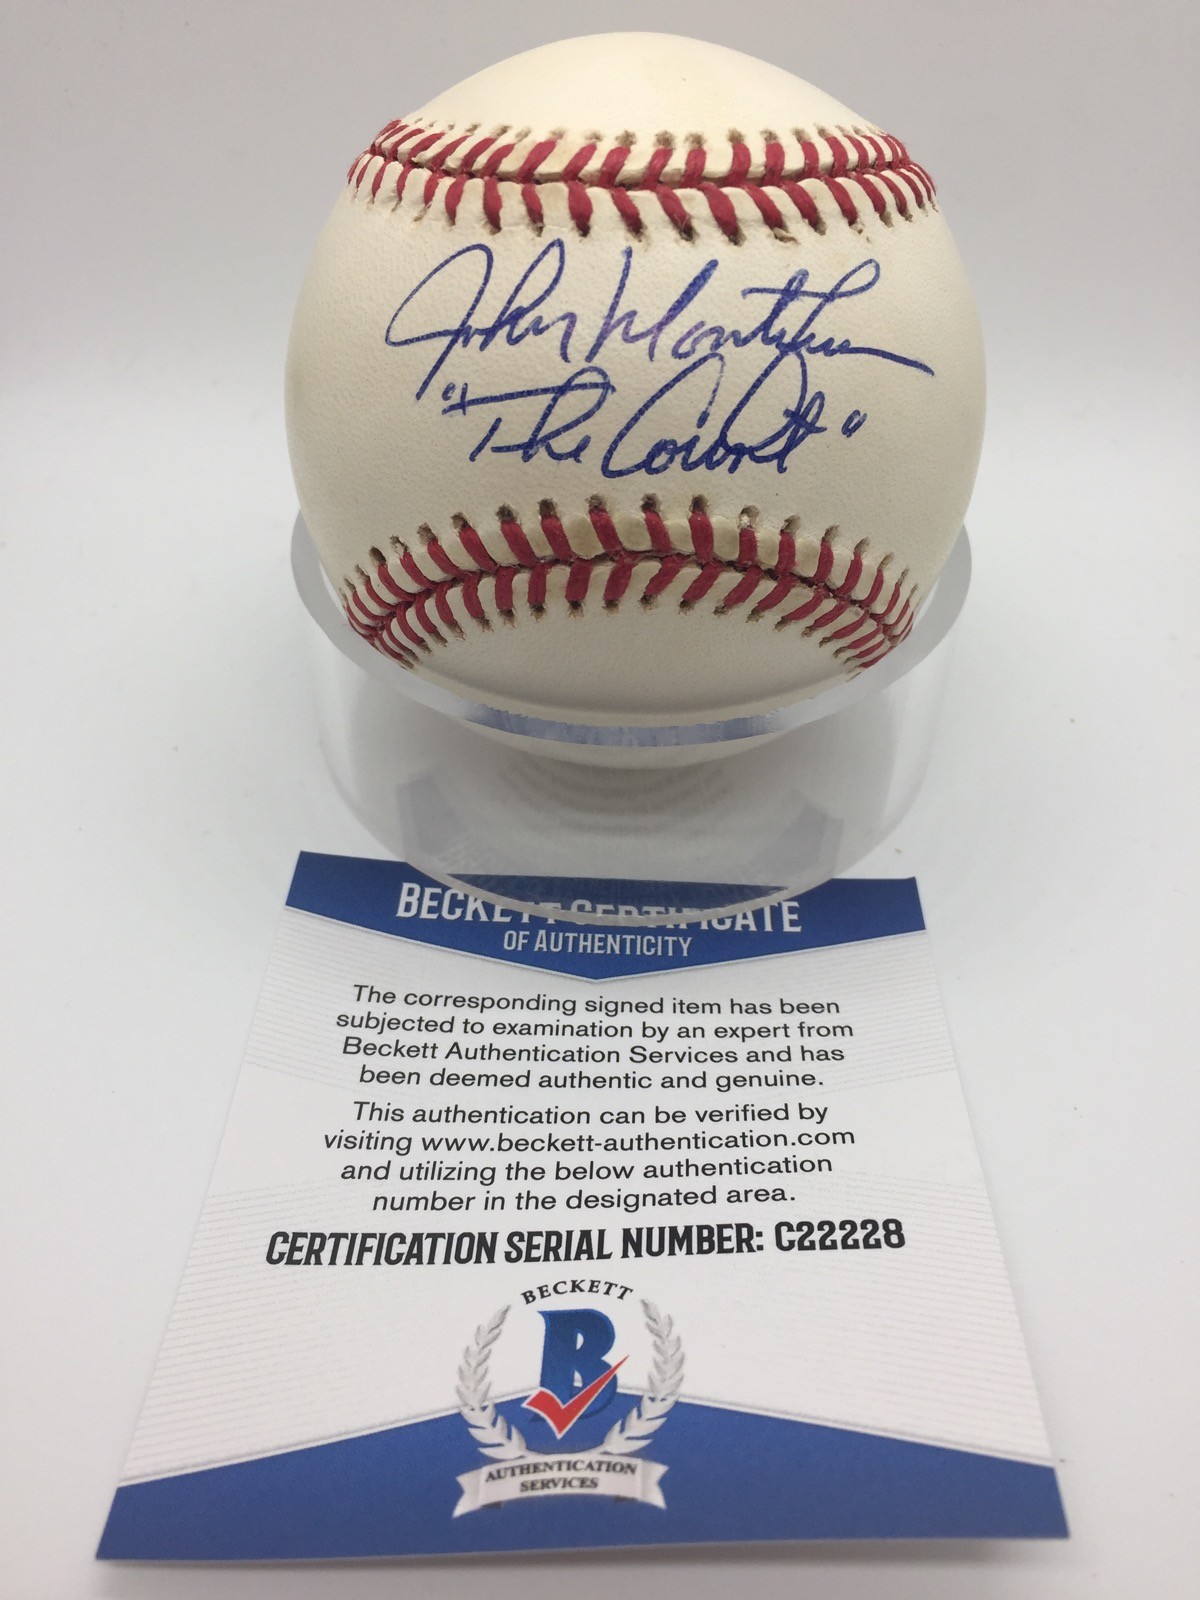 John Montefusco
"The Count"
BECKETT CERTIFICATE
OF AUTHENTICITY
The corresponding signed item has been
subjected to examination by an expert from
Beckett Authentication Services and has
been deemed authentic and genuine.
This authentication can be verified by
visiting www.beckett-authentication.com
and utilizing the below authentication
number in the designated area.
CERTIFICATION SERIAL NUMBER: C22228
BECKETT
B
AUTHENTICATION
SERVICES